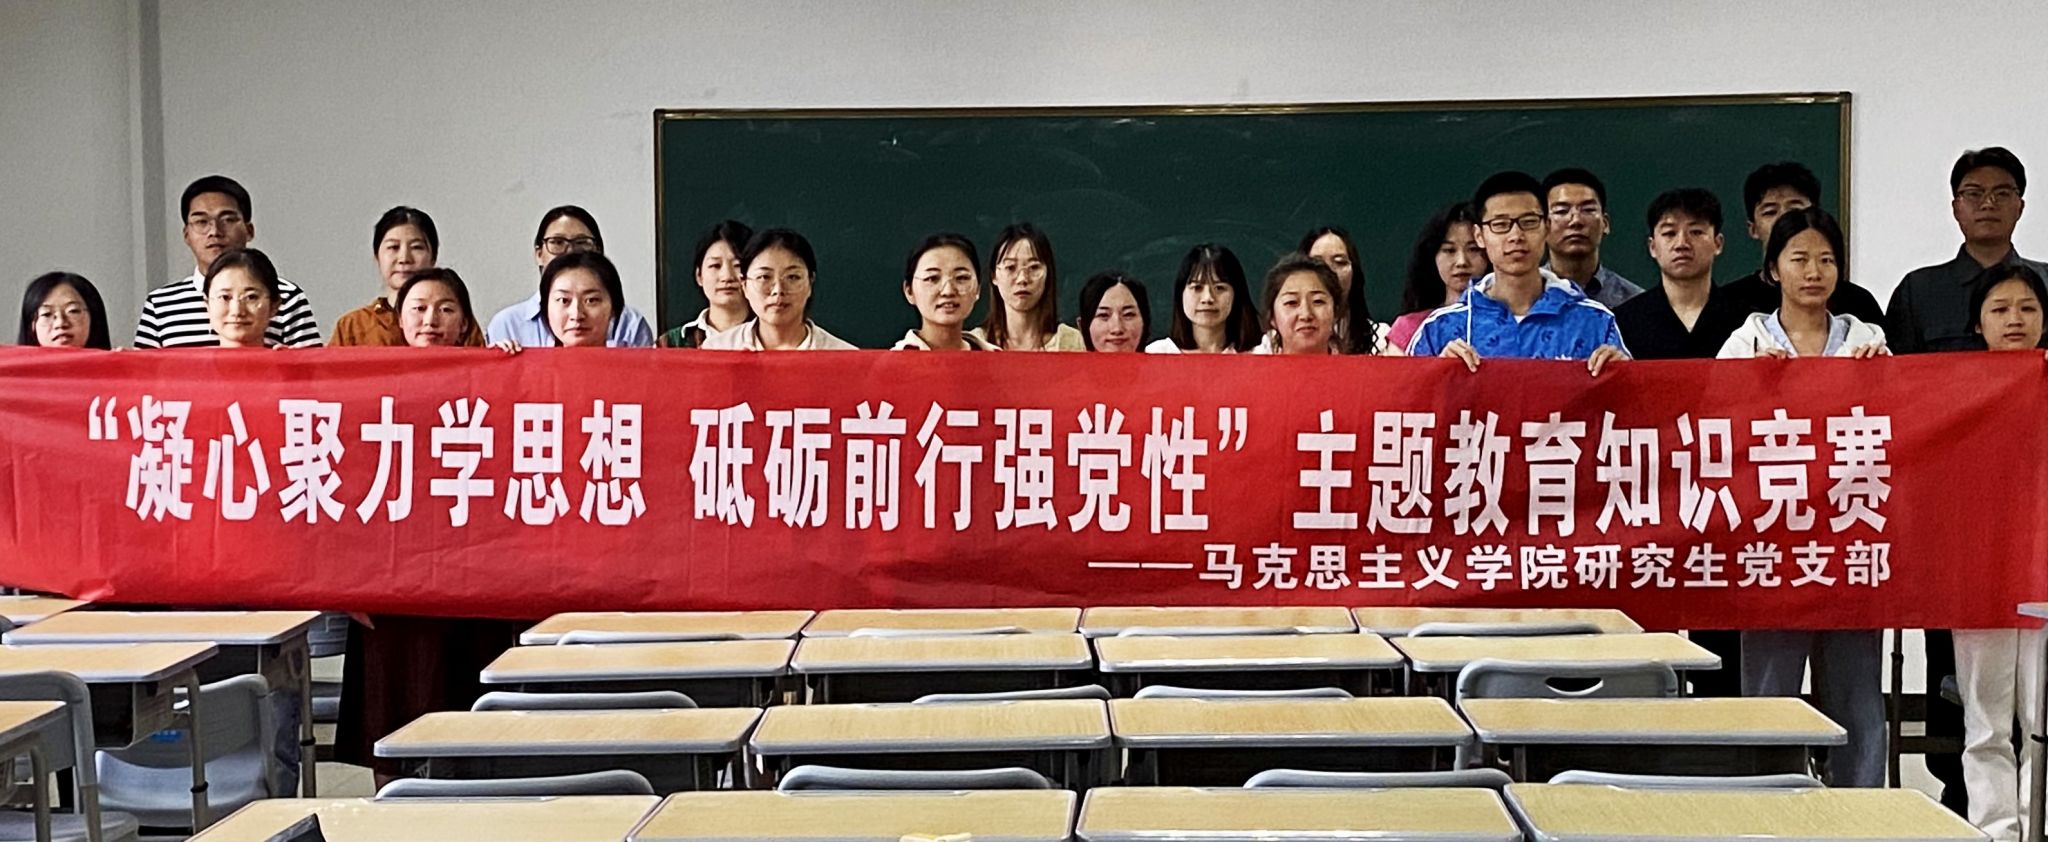 “凝心聚力学思想 砥砺前行强党性”主题教育知识竞赛
——马克思主义学院研究生党支部